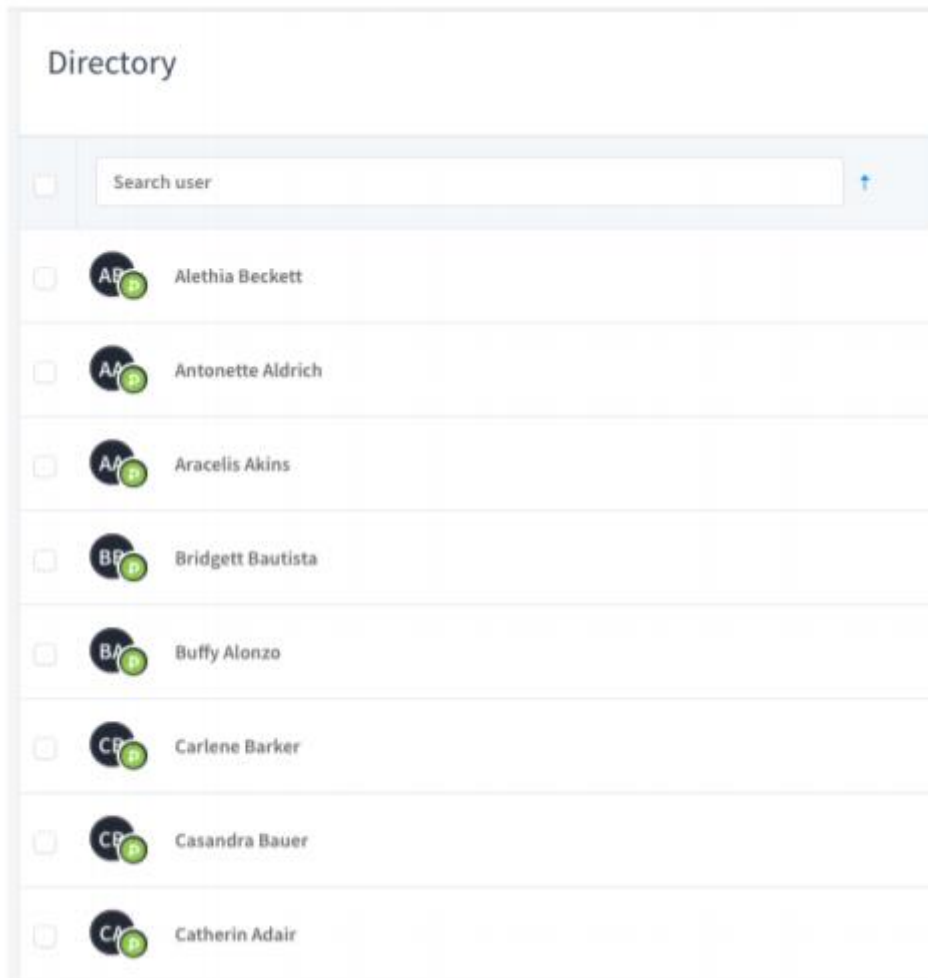 Directory
Search user
Alethia Beckett
Antonette Aldrich
Aracelis Akins
Bridgett Bautista
Buffy Alonzo
Carlene Barker
Casandra Bauer
Catherin Adair